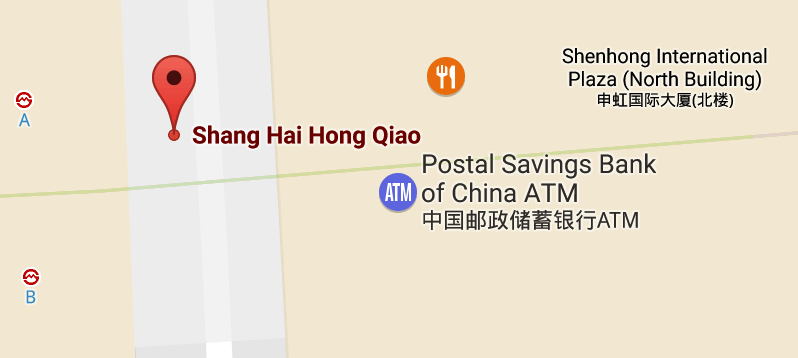 Shenhong International
Plaza (North Building)
申虹国际大厦(北楼)
A
Shang Hai Hong Qiao
Postal Savings Bank
ATM
of China ATM
中国邮政储蓄银行ATM
B